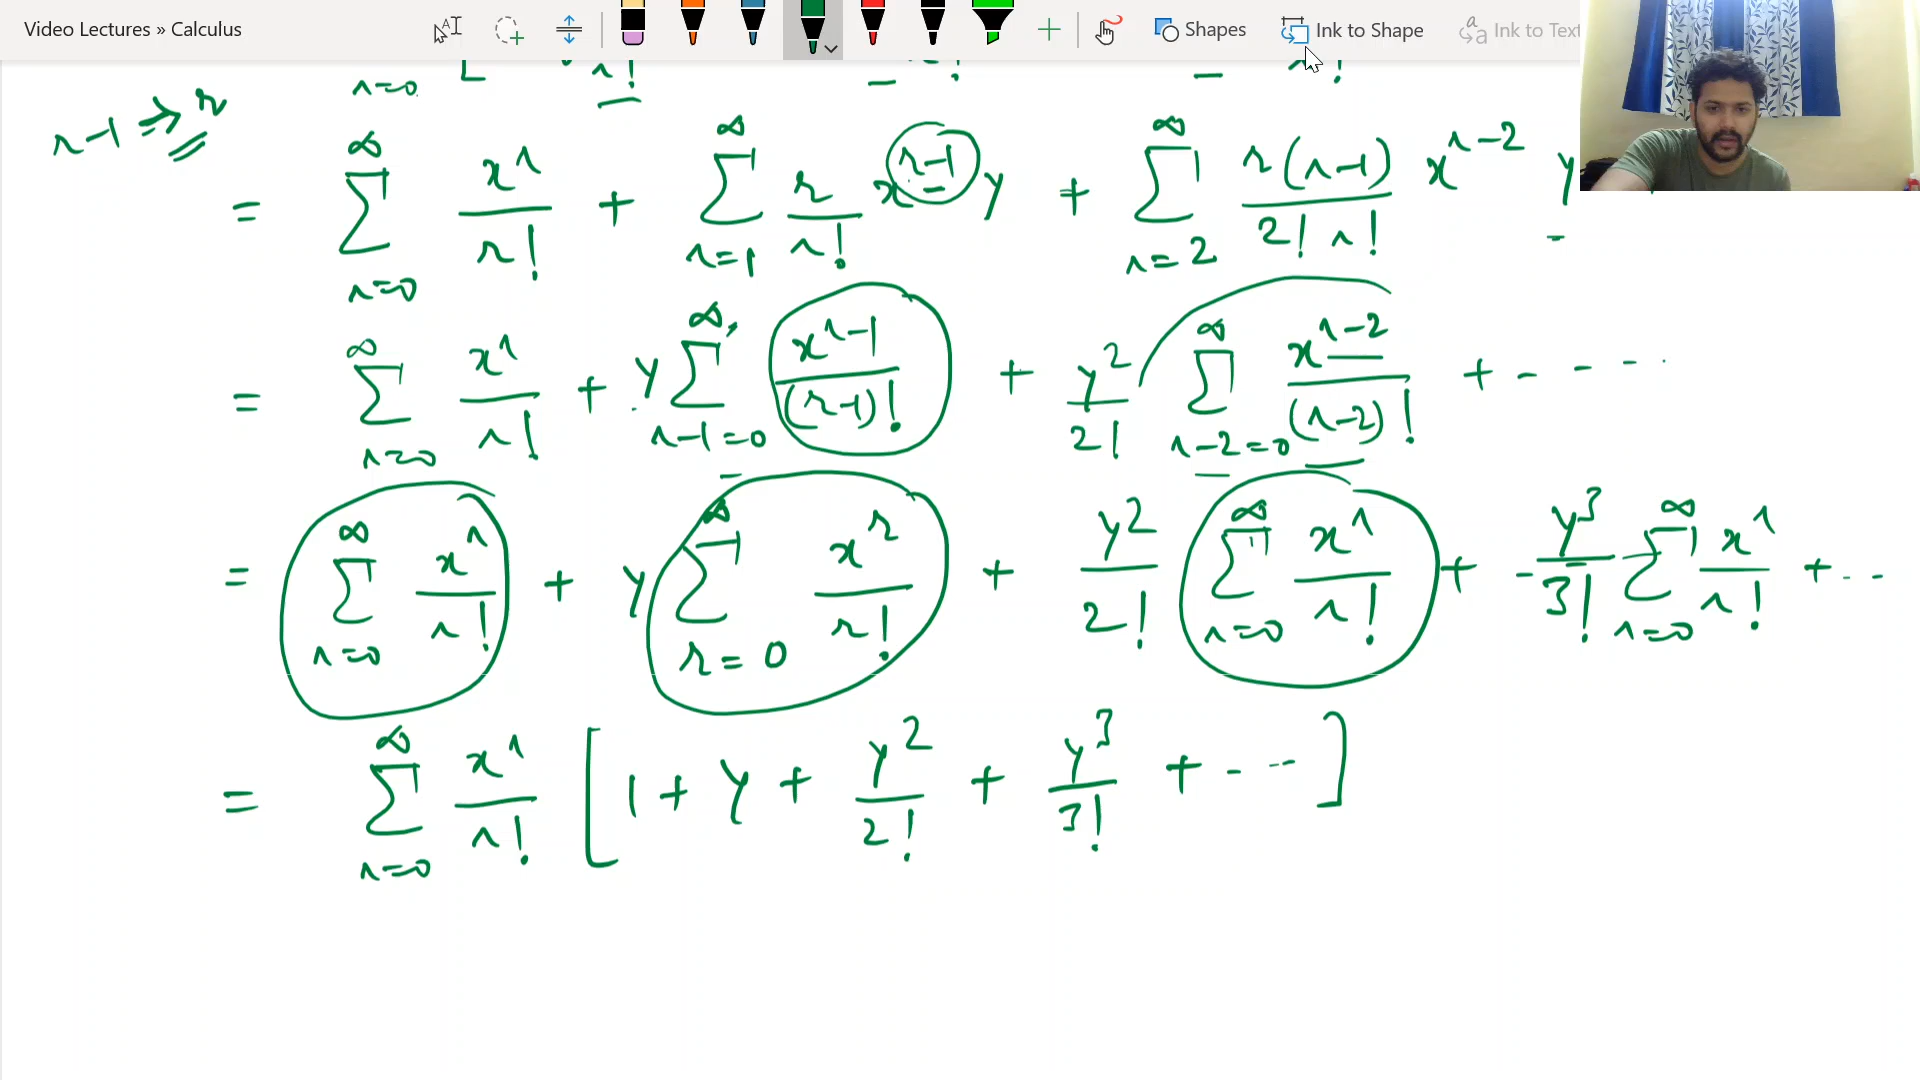 Video Lectures » Calculus
Shapes
Ink to Shape
Ink to Text
r=0 [ r!
r-1 → r
= ∑_{r=0}^{∞} x^r/r! + ∑_{r=1}^{∞} r/r! x^{r-1} y + ∑_{r=2}^{∞} r(r-1)/2! r! x^{r-2} y
= ∑_{r=0}^{∞} x^r/r! + y ∑_{r-1=0}^{∞} x^{r-1}/(r-1)! + y^2/2! ∑_{r-2=0}^{∞} x^{r-2}/(r-2)! + - - - -
= ∑_{r=0}^{∞} x^r/r! + y ∑_{r=0}^{∞} x^r/r! + y^2/2! ∑_{r=0}^{∞} x^r/r! + y^3/3! ∑_{r=0}^{∞} x^r/r! + - - -
= ∑_{r=0}^{∞} x^r/r! [ 1 + y + y^2/2! + y^3/3! + - - - ]